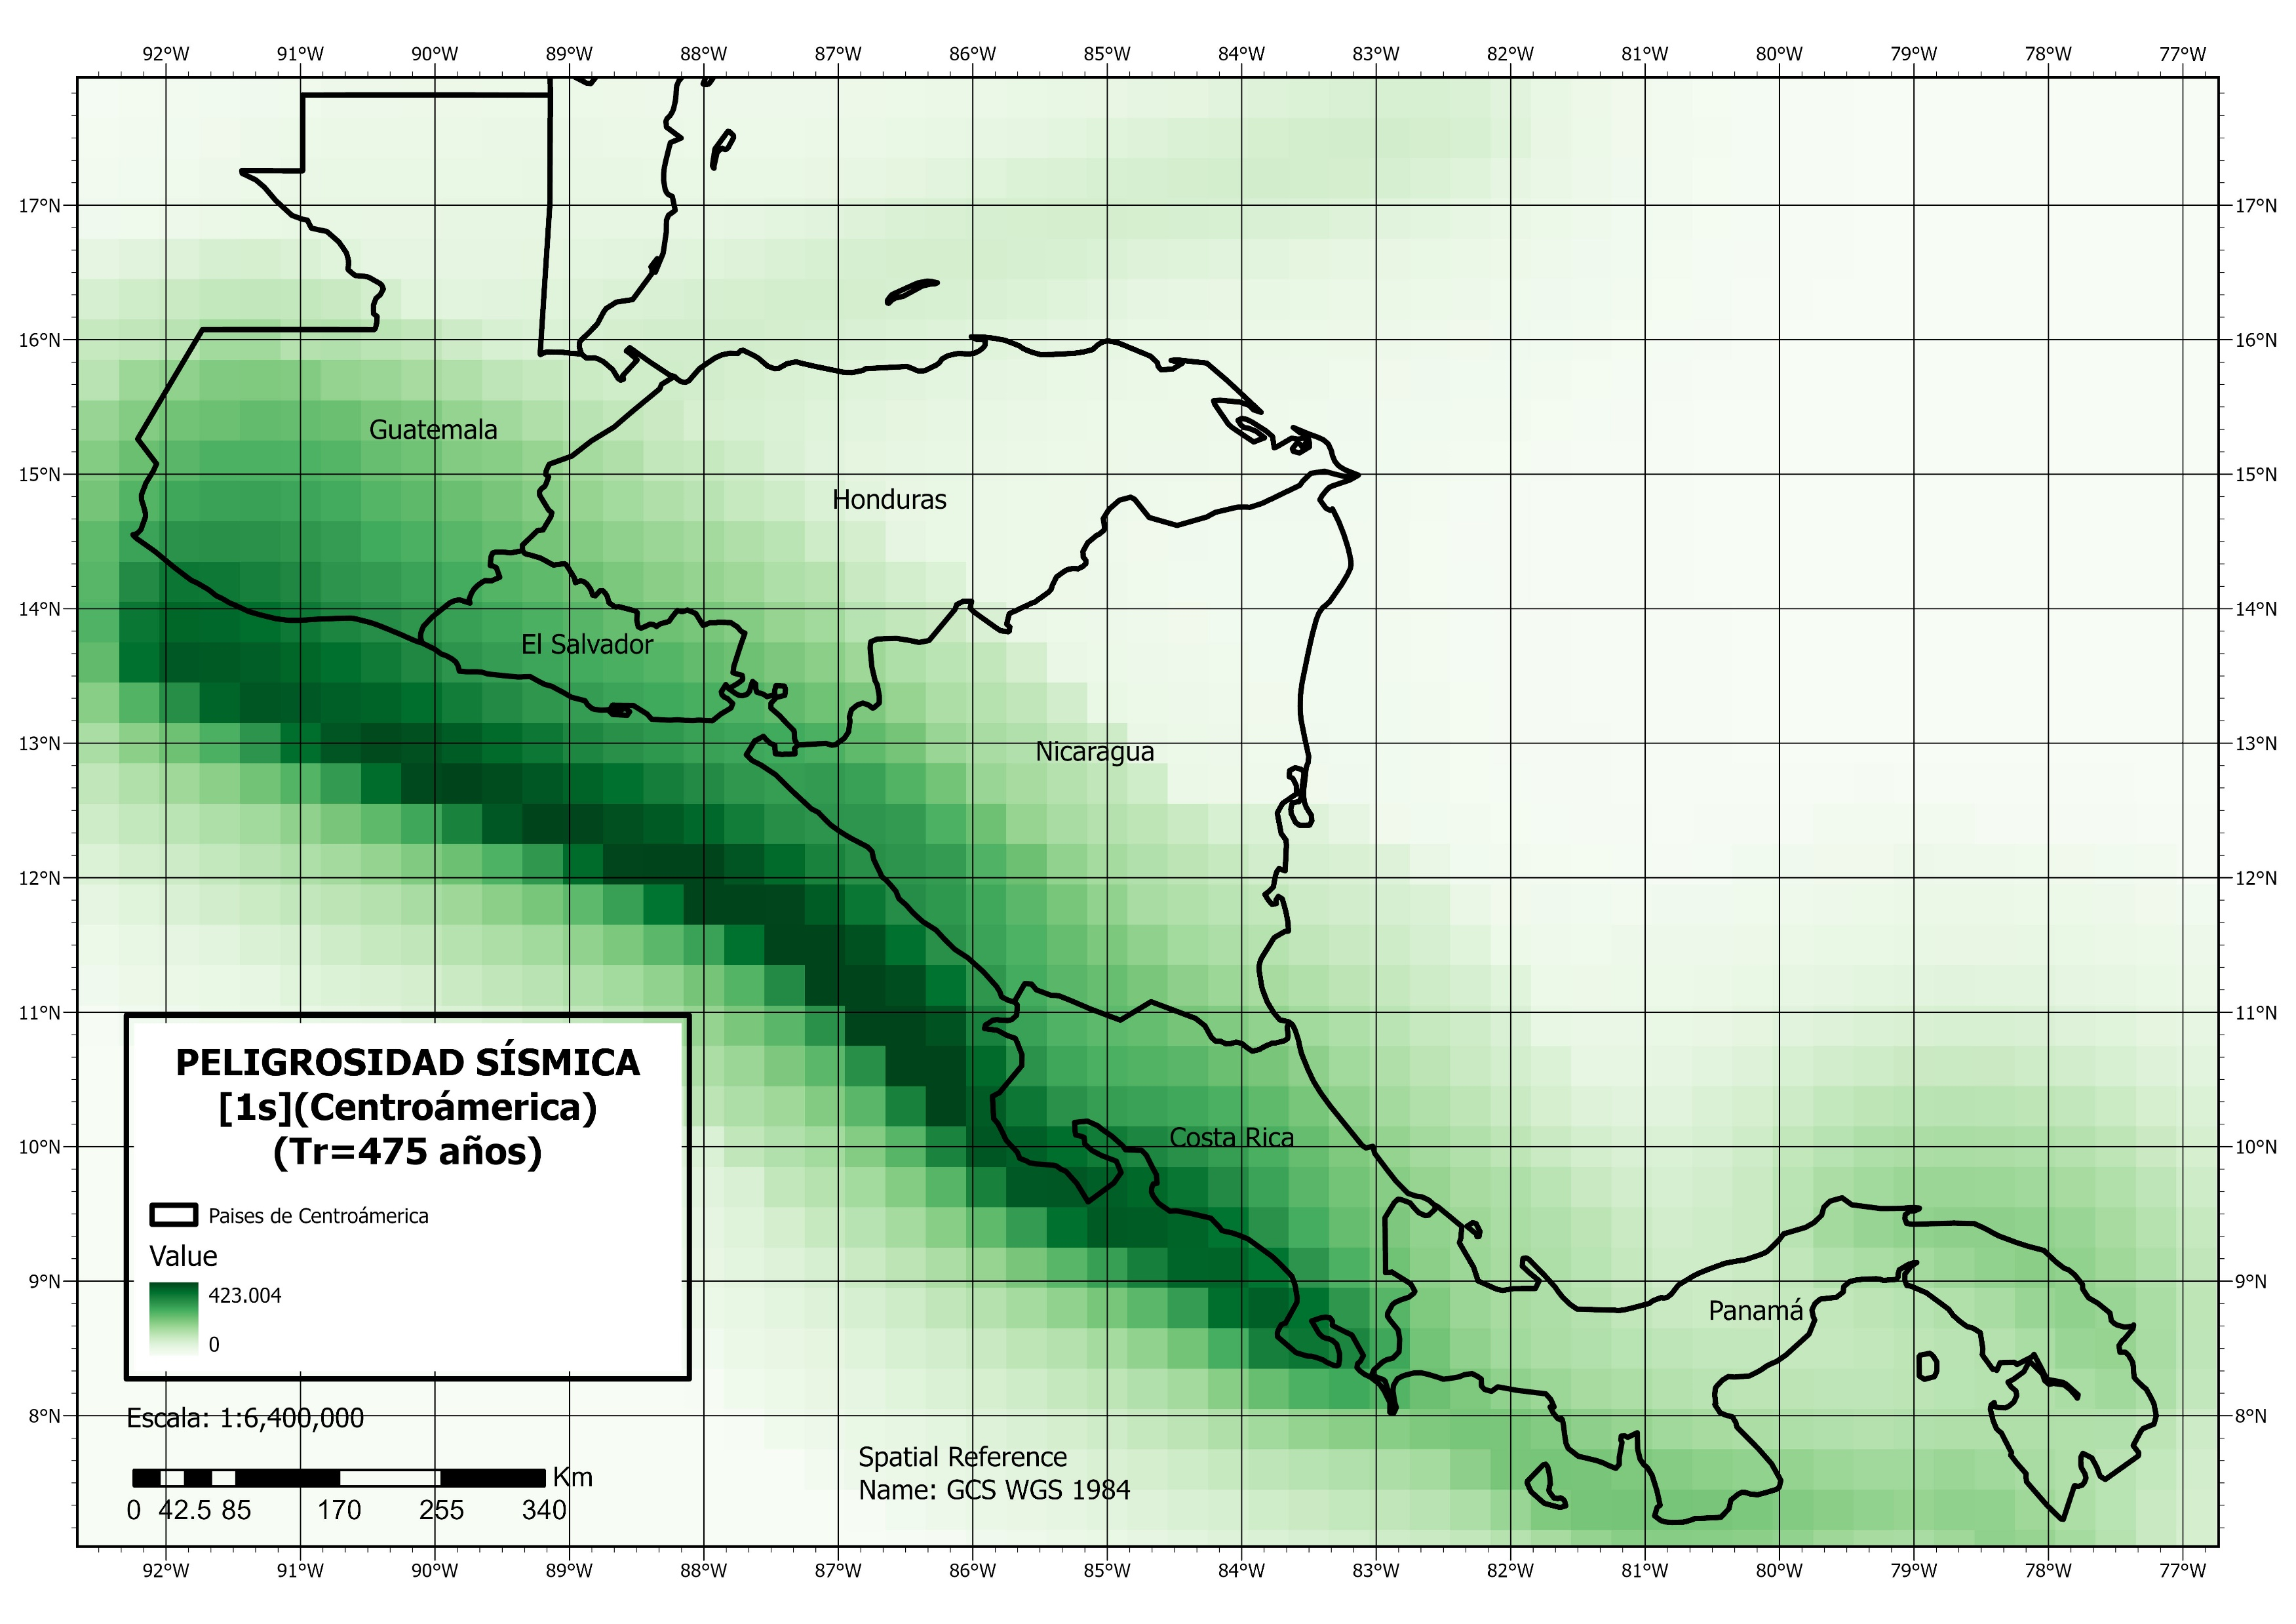 92°W 91°W 90°W 89°W 88°W 87°W 86°W 85°W 84°W 83°W 82°W 81°W 80°W 79°W 78°W 77°W
17°N 17°N
16°N 16°N
Guatemala
15°N 15°N
Honduras
14°N 14°N
El Salvador
13°N 13°N
Nicaragua
12°N 12°N
11°N 11°N
PELIGROSIDAD SÍSMICA
[1s](Centroámerica)
(Tr=475 años)
10°N 10°N
Costa Rica
Paises de Centroámerica
Value
423.004
0
9°N 9°N
Panamá
8°N 8°N
Escala: 1:6,400,000
Km
0 42.5 85 170 255 340
Spatial Reference
Name: GCS WGS 1984
92°W 91°W 90°W 89°W 88°W 87°W 86°W 85°W 84°W 83°W 82°W 81°W 80°W 79°W 78°W 77°W